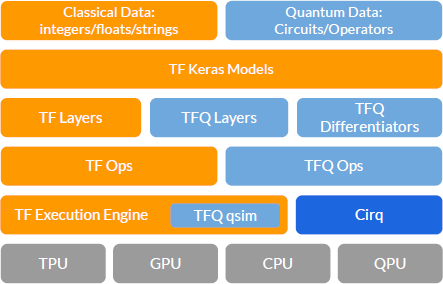 Classical Data:
integers/floats/strings
Quantum Data:
Circuits/Operators
TF Keras Models
TF Layers
TFQ Layers
TFQ
Differentiators
TF Ops
TFQ Ops
TF Execution Engine
TFQ qsim
Cirq
TPU
GPU
CPU
QPU